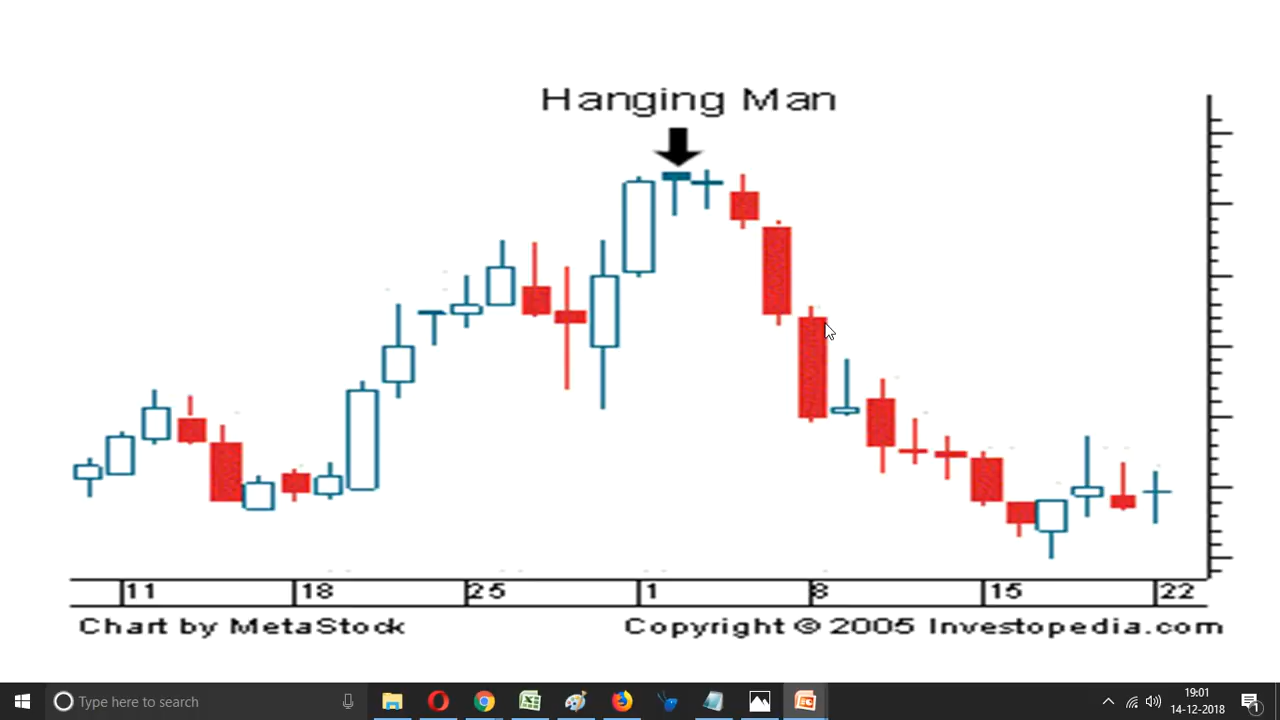 Hanging Man
11 18 25 1 8 15 22
Chart by MetaStock Copyright © 2005 Investopedia.com
Type here to search
19:01
14-12-2018
1